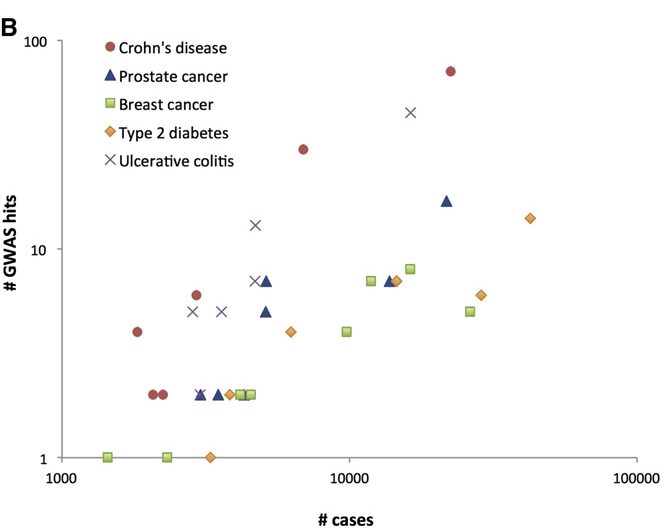 B
100
Crohn's disease
Prostate cancer
Breast cancer
Type 2 diabetes
Ulcerative colitis
# GWAS hits
10
1
1000
10000
100000
# cases